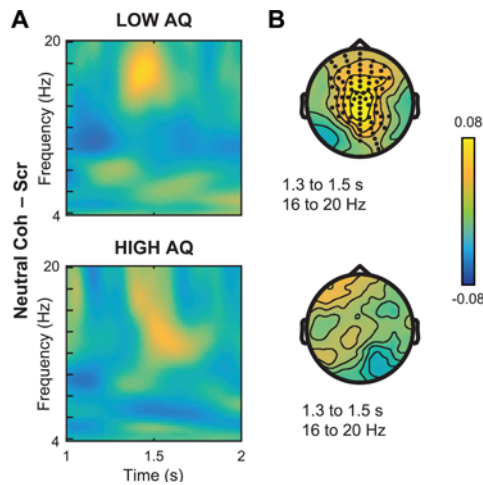 A
B
LOW AQ
20
Frequency (Hz)
4
1.3 to 1.5 s
16 to 20 Hz
0.08
-0.08
Neutral Coh – Scr
HIGH AQ
20
Frequency (Hz)
4
1
1.5
2
Time (s)
1.3 to 1.5 s
16 to 20 Hz